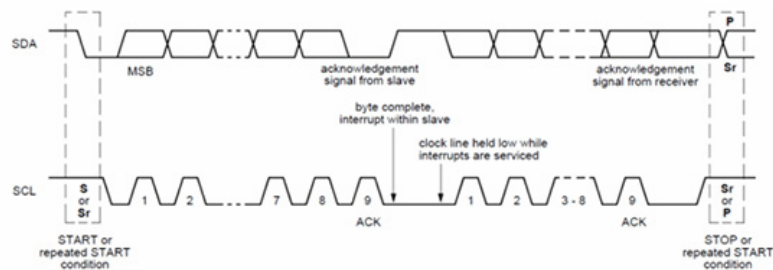 P
SDA
MSB
acknowledgement
signal from slave
acknowledgement
signal from receiver
Sr
byte complete,
interrupt within slave
clock line held low while
interrupts are serviced
SCL
S
or
Sr
1
2
7
8
9
1
2
3 - 8
9
Sr
or
P
ACK
ACK
START or
repeated START
condition
STOP or
repeated START
condition